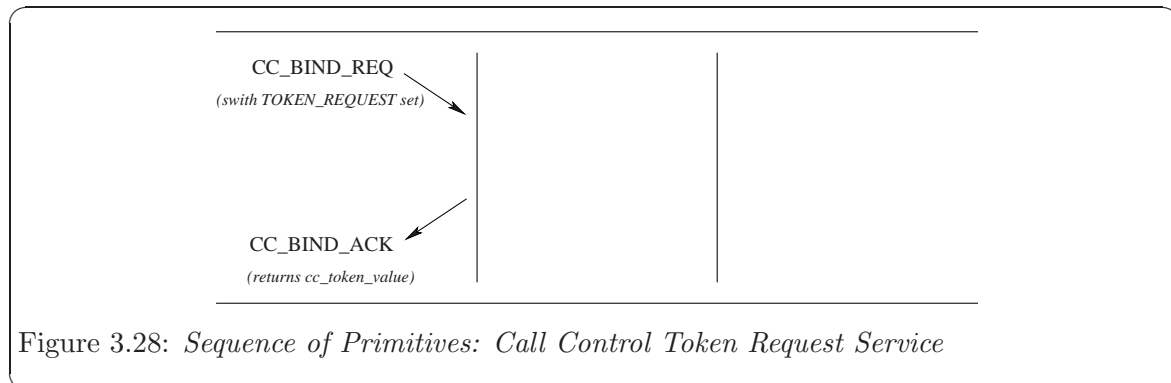 CC_BIND_REQ
(swith TOKEN_REQUEST set)
CC_BIND_ACK
(returns cc_token_value)
Figure 3.28: Sequence of Primitives: Call Control Token Request Service